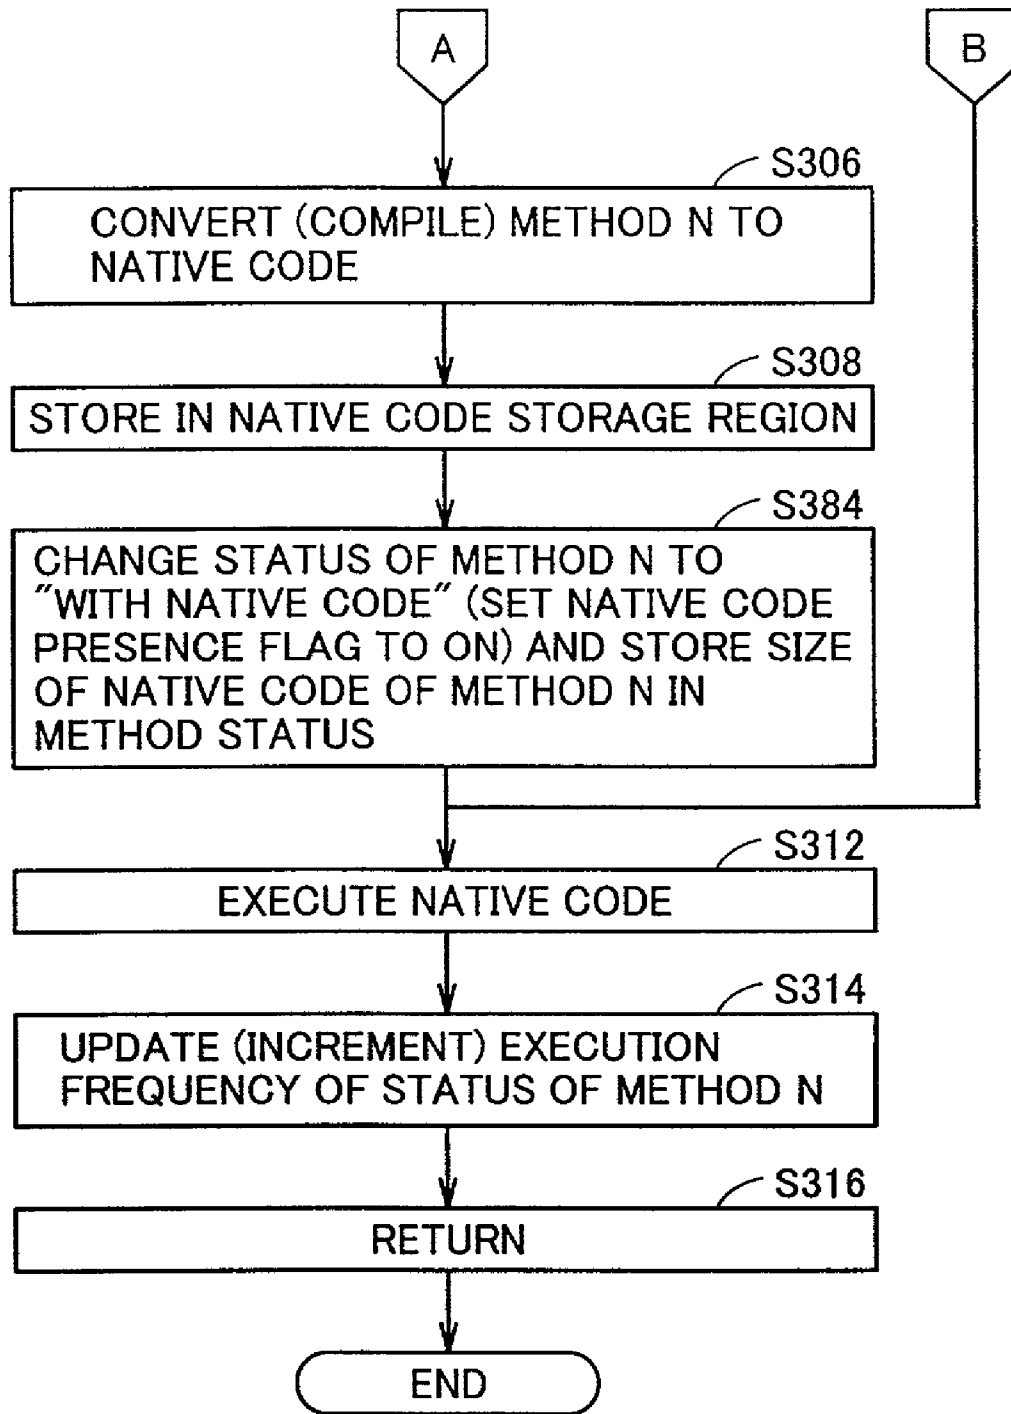 A
B
S306
CONVERT (COMPILE) METHOD N TO
NATIVE CODE
S308
STORE IN NATIVE CODE STORAGE REGION
S384
CHANGE STATUS OF METHOD N TO
"WITH NATIVE CODE" (SET NATIVE CODE
PRESENCE FLAG TO ON) AND STORE SIZE
OF NATIVE CODE OF METHOD N IN
METHOD STATUS
S312
EXECUTE NATIVE CODE
S314
UPDATE (INCREMENT) EXECUTION
FREQUENCY OF STATUS OF METHOD N
S316
RETURN
END